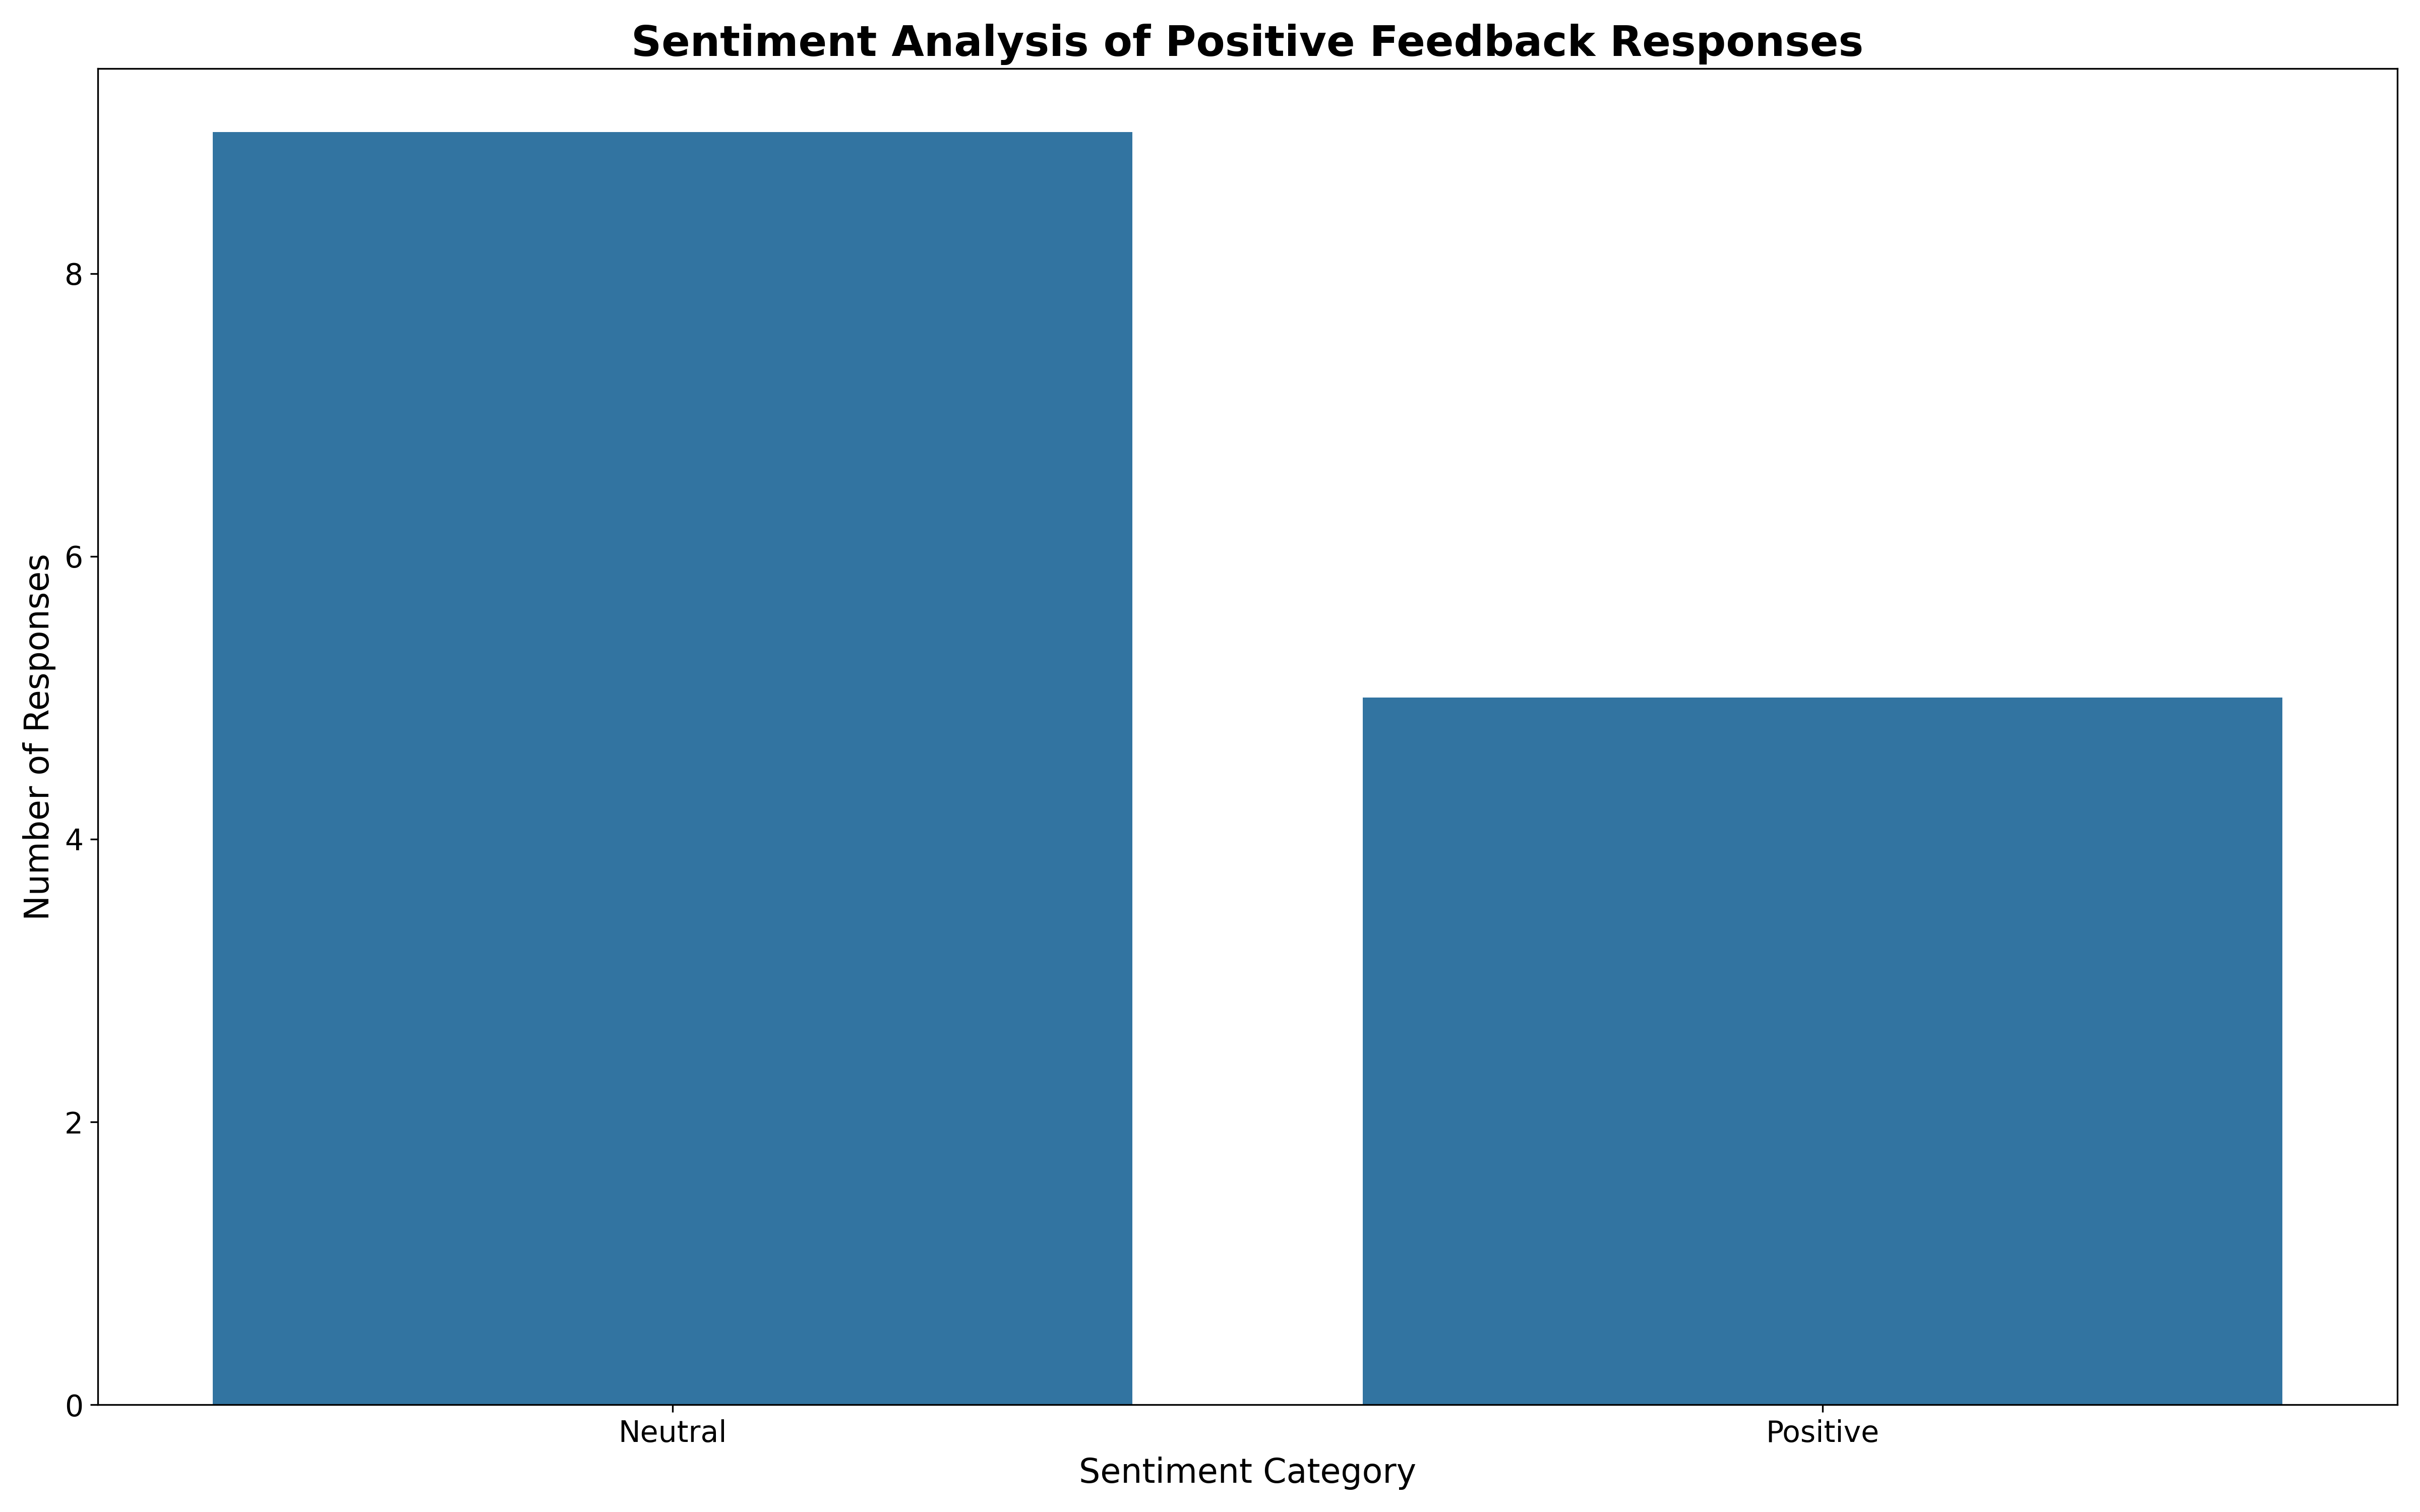 Sentiment Analysis of Positive Feedback Responses
Number of Responses
8
6
4
2
0
Neutral
Positive
Sentiment Category